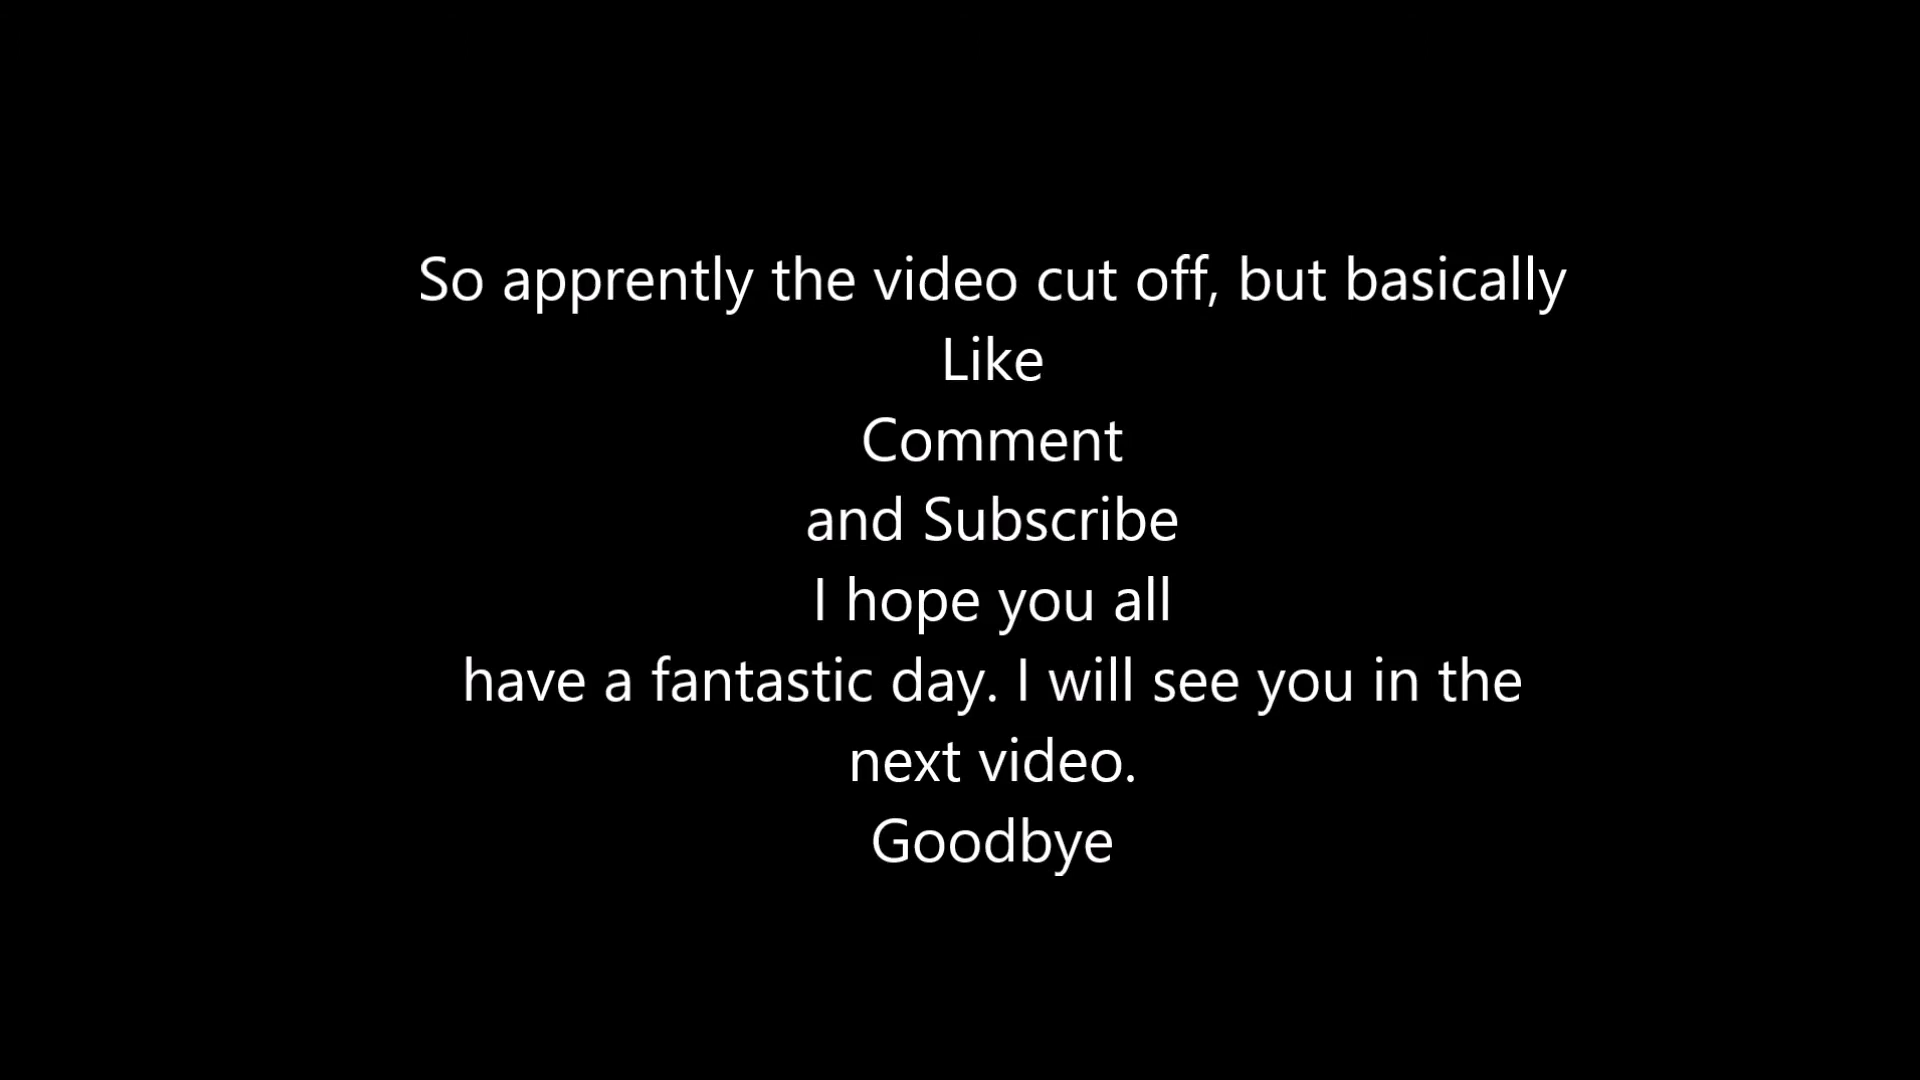 So apprently the video cut off, but basically
Like
Comment
and Subscribe
I hope you all
have a fantastic day. I will see you in the
next video.
Goodbye